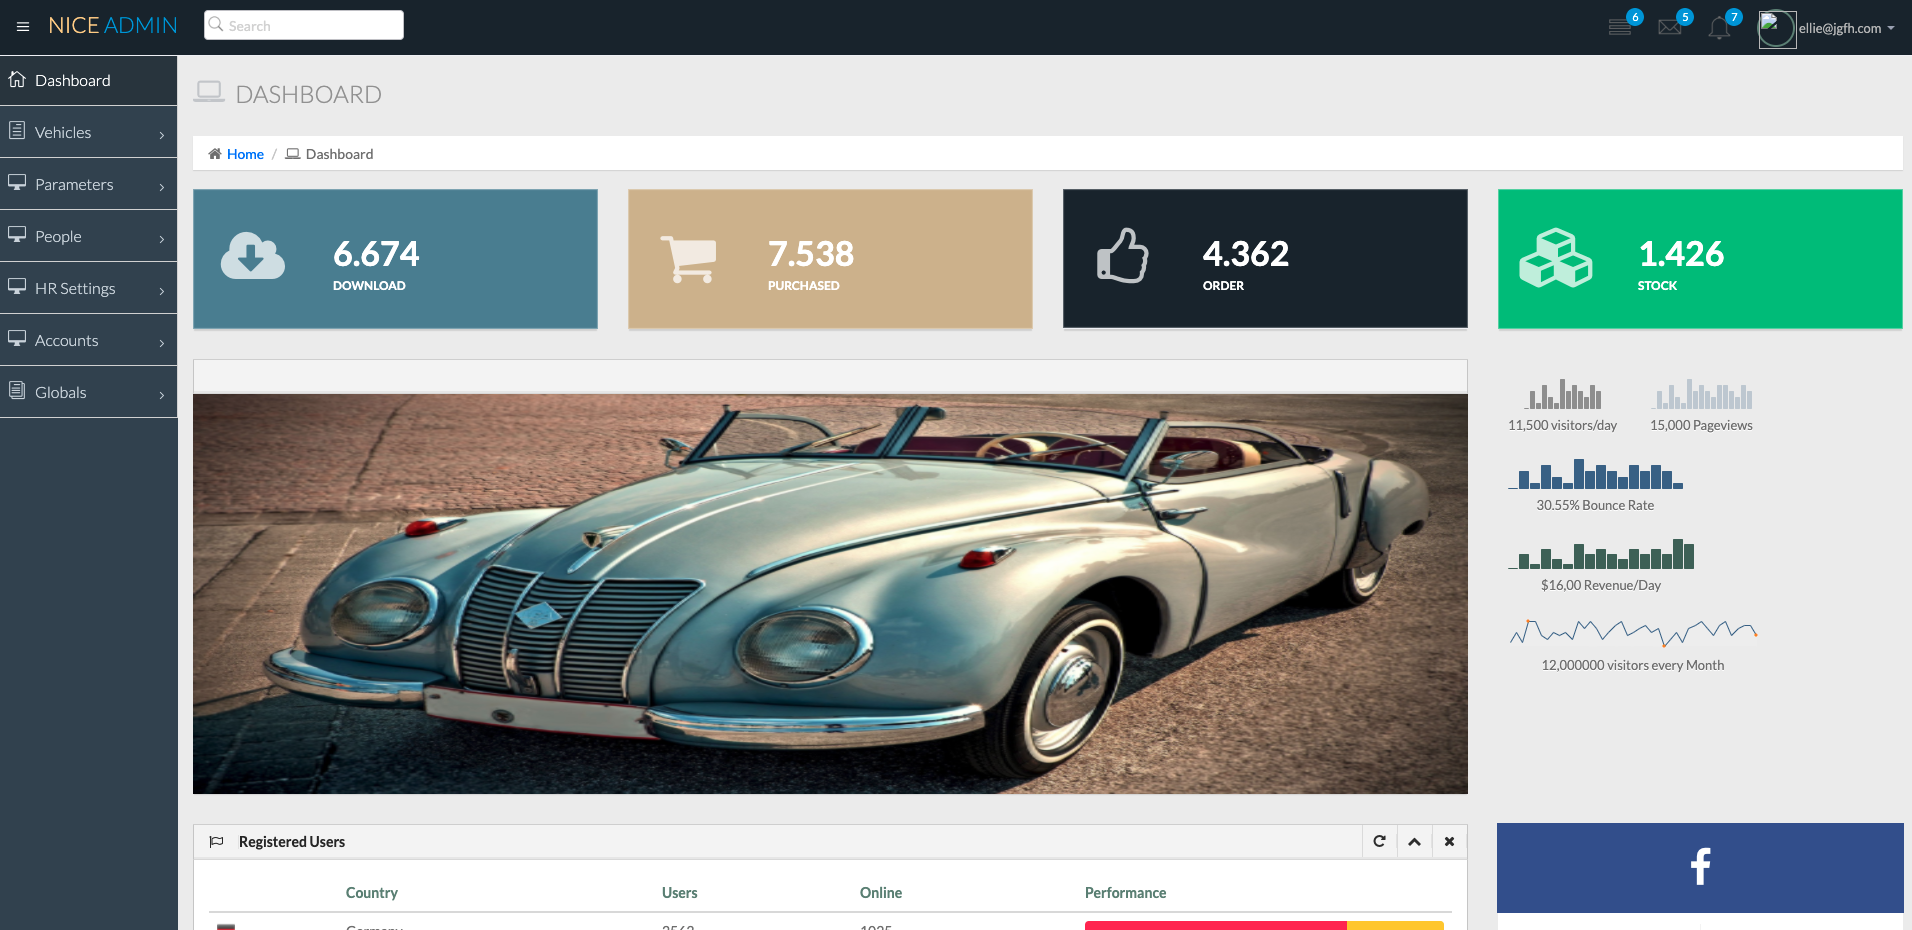 NICE ADMIN
Search
6
5
7
ellie@jgfh.com
Dashboard
Vehicles
Parameters
People
HR Settings
Accounts
Globals
DASHBOARD
Home / Dashboard
6.674
DOWNLOAD
7.538
PURCHASED
4.362
ORDER
1.426
STOCK
11,500 visitors/day
15,000 Pageviews
30.55% Bounce Rate
$16,00 Revenue/Day
12,000000 visitors every Month
Registered Users
Country Users Online Performance
Germany 2563 1025